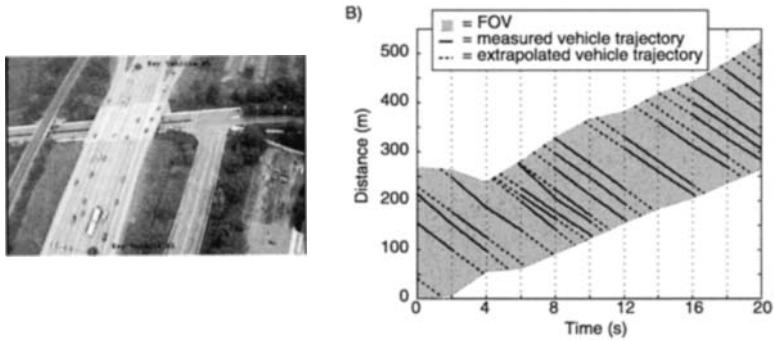 B)
= FOV
= measured vehicle trajectory
= extrapolated vehicle trajectory
Distance (m)
500
400
300
200
100
0
0 4 8 12 16 20
Time (s)